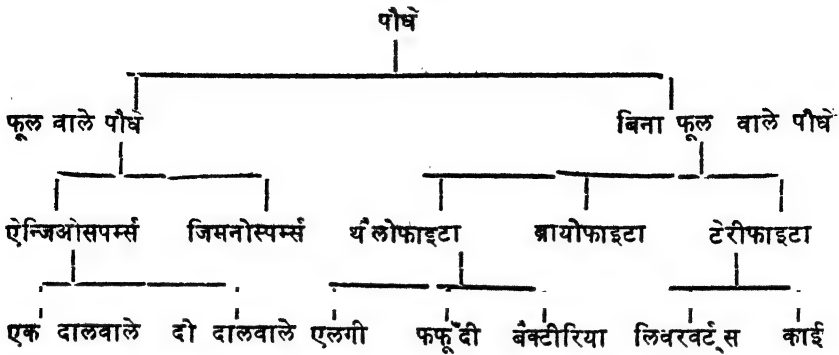 पौधें
फूल वाले पौधें बिना फूल वाले पौधें
ऐन्जिओसपर्म्स जिमनोस्पर्म्स थैलोफाइटा ब्रायोफाइटा टेरीफाइटा
एक दालवाले दो दालवाले एलगी फफूँदी बैक्टीरिया लिवरवर्ट्स काई